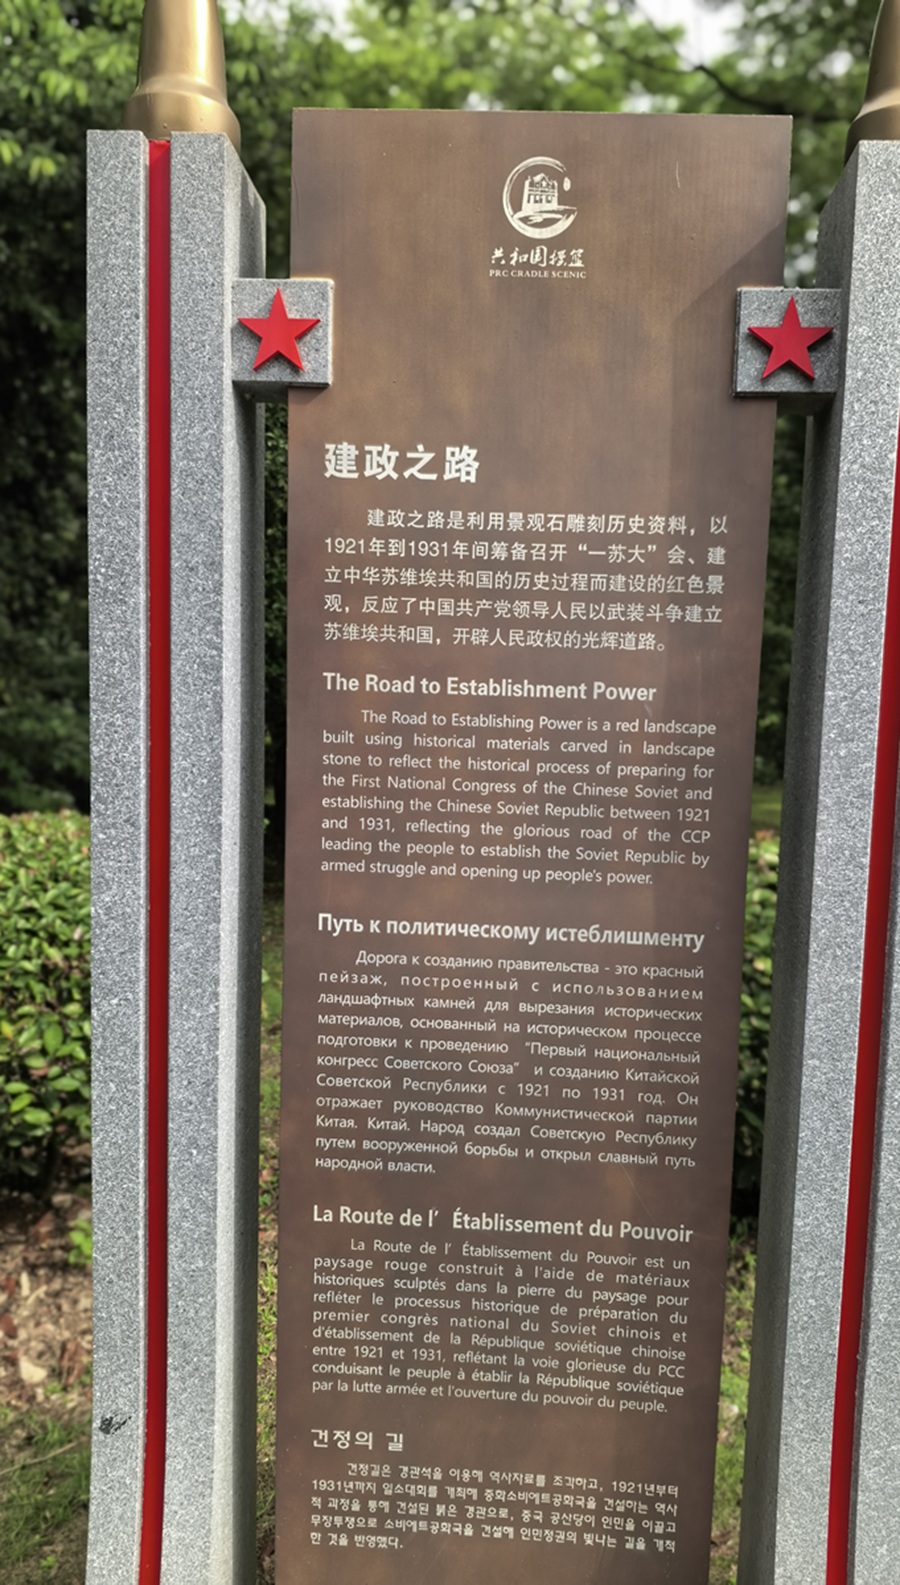 共和国摇篮
PRC CRADLE SCENIC
建政之路
建政之路是利用景观石雕刻历史资料，以
1921年到1931年间筹备召开“一苏大”会、建
立中华苏维埃共和国的历史过程而建设的红色景
观，反应了中国共产党领导人民以武装斗争建立
苏维埃共和国，开辟人民政权的光辉道路。
The Road to Establishment Power
The Road to Establishing Power is a red landscape
built using historical materials carved in landscape
stone to reflect the historical process of preparing for
the First National Congress of the Chinese Soviet and
establishing the Chinese Soviet Republic between 1921
and 1931, reflecting the glorious road of the CCP
leading the people to establish the Soviet Republic by
armed struggle and opening up people's power.
Путь к политическому истеблишменту
Дорога к созданию правительства - это красный
пейзаж, построенный с использованием
ландшафтных камней для вырезания исторических
материалов, основанный на историческом процессе
подготовки к проведению "Первый национальный
конгресс Советского Союза" и созданию Китайской
Советской Республики с 1921 по 1931 год. Он
отражает руководство Коммунистической партии
Китая. Китай. Народ создал Советскую Республику
путем вооруженной борьбы и открыл славный путь
народной власти.
La Route de l' Établissement du Pouvoir
La Route de l' Établissement du Pouvoir est un
paysage rouge construit à l'aide de matériaux
historiques sculptés dans la pierre du paysage pour
refléter le processus historique de préparation du
premier congrès national du Soviet chinois et
d'établissement de la République soviétique chinoise
entre 1921 et 1931, reflétant la voie glorieuse du PCC
conduisant le peuple à établir la République soviétique
par la lutte armée et l'ouverture du pouvoir du peuple.
건정의 길
건정길은 경관석을 이용해 역사자료를 조각하고, 1921년부터
1931년까지 일소대회를 개최해 중화소비에트공화국을 건설하는 역사
적 과정을 통해 건설된 붉은 경관으로, 중국 공산당이 인민을 이끌고
무장투쟁으로 소비에트공화국을 건설해 인민정권의 빛나는 길을 개척
한 것을 반영했다.